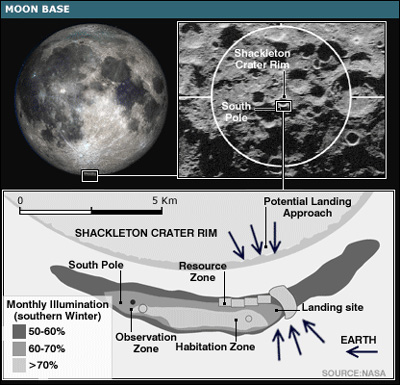 MOON BASE
Shackleton
Crater Rim
South
Pole
0
5 Km
Potential Landing
Approach
SHACKLETON CRATER RIM
South Pole
Resource
Zone
Landing site
Monthly Illumination
(southern Winter)
50-60%
60-70%
>70%
Observation
Zone
Habitation Zone
EARTH
SOURCE:NASA